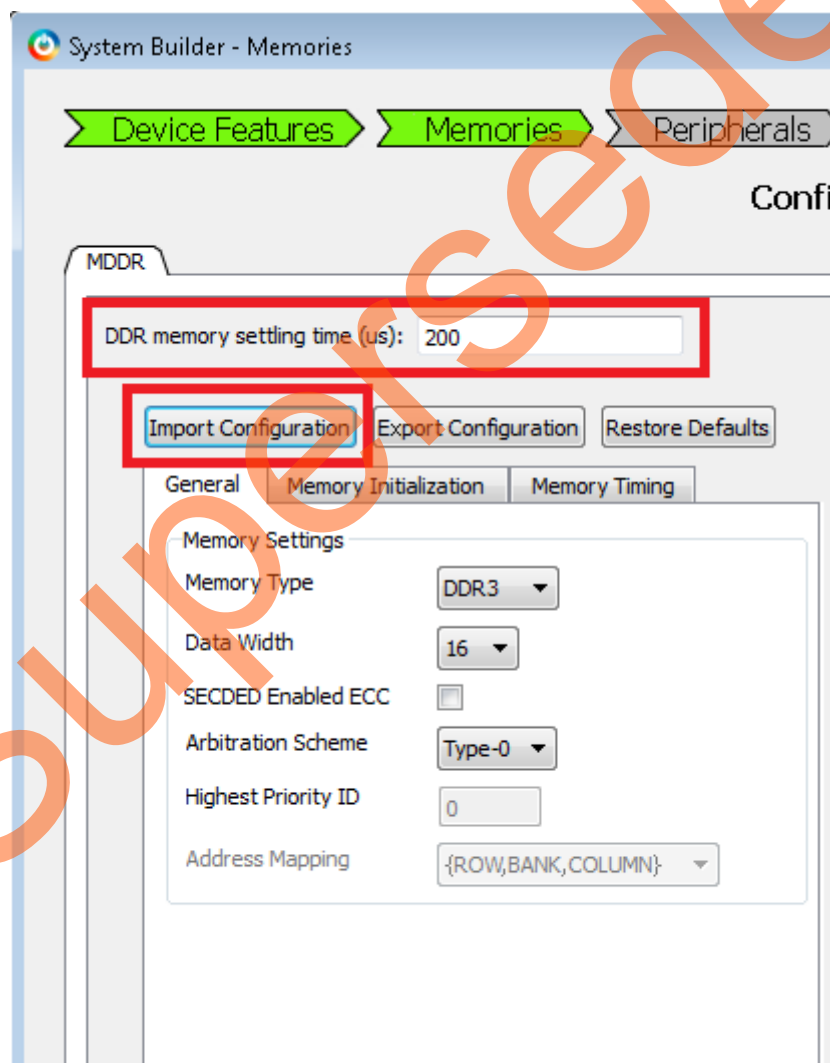 System Builder - Memories
Device Features Memories Peripherals
Confi
MDDR
DDR memory settling time (us): 200
Import Configuration Export Configuration Restore Defaults
General Memory Initialization Memory Timing
Memory Settings
Memory Type DDR3
Data Width 16
SECDED Enabled ECC
Arbitration Scheme Type-0
Highest Priority ID 0
Address Mapping {ROW,BANK,COLUMN}
Supersede